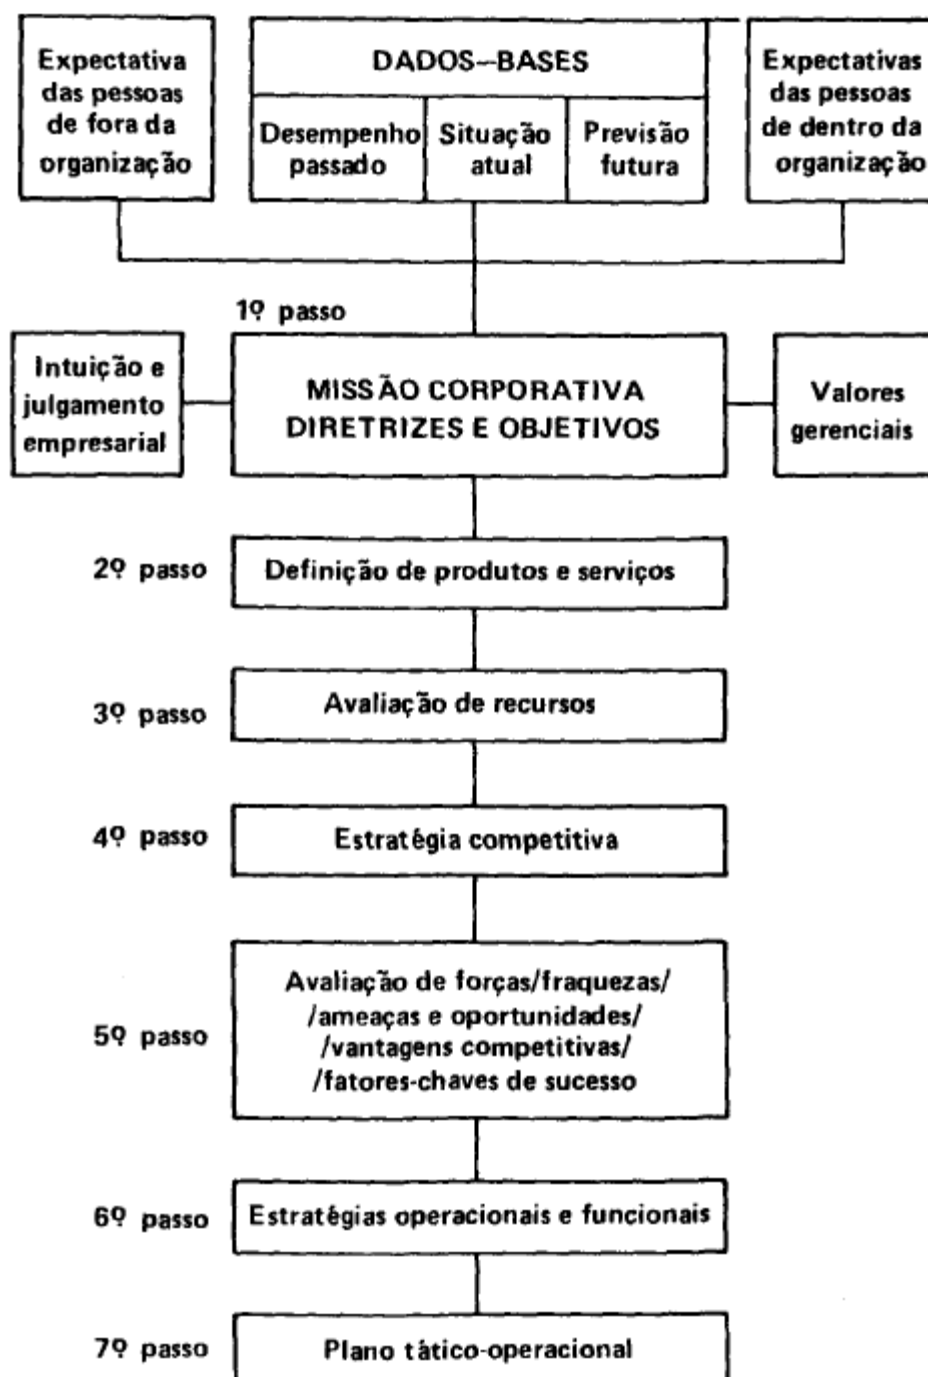 Expectativa
das pessoas
de fora da
organização
DADOS—BASES
Desempenho
passado
Situação
atual
Previsão
futura
Expectativas
das pessoas
de dentro da
organização
1º passo
Intuição e
julgamento
empresarial
MISSÃO CORPORATIVA
DIRETRIZES E OBJETIVOS
Valores
gerenciais
2º passo
Definição de produtos e serviços
3º passo
Avaliação de recursos
4º passo
Estratégia competitiva
5º passo
Avaliação de forças/fraquezas/
/ameaças e oportunidades/
/vantagens competitivas/
/fatores-chaves de sucesso
6º passo
Estratégias operacionais e funcionais
7º passo
Plano tático-operacional